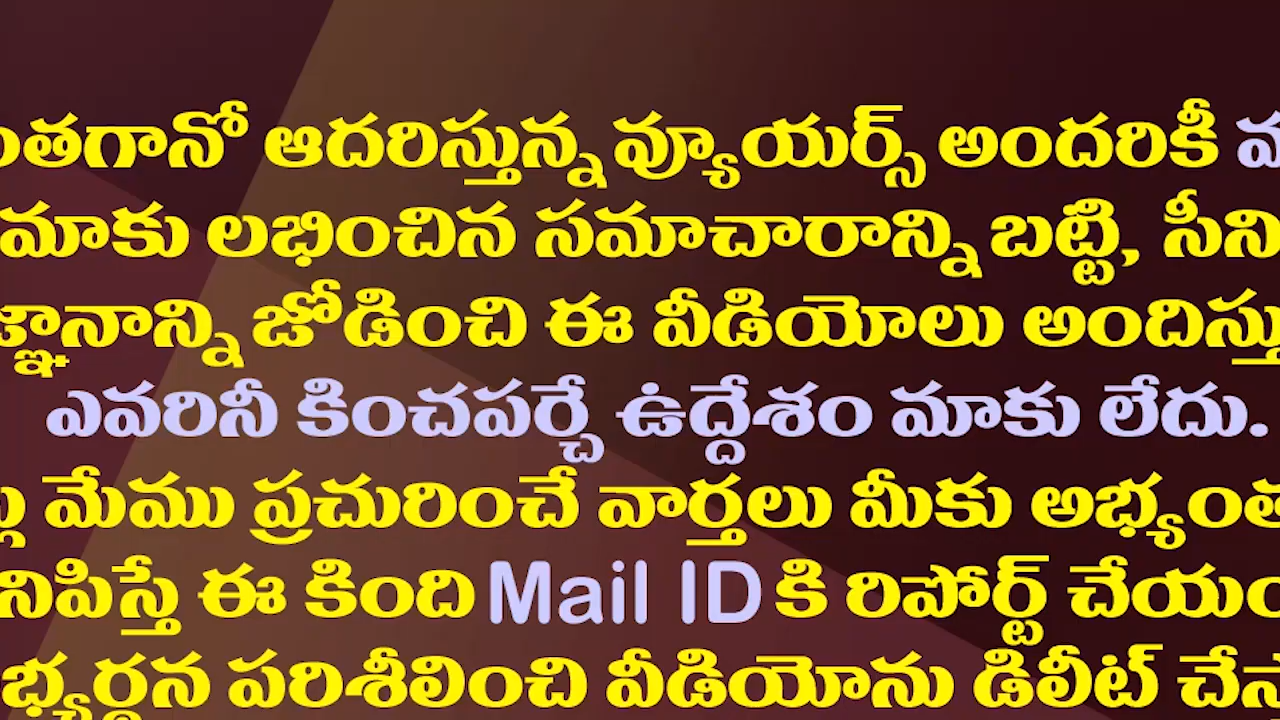 ఆదరిస్తున్న వ్యూయర్స్ అందరికీ
మాకు లభించిన సమాచారాన్ని బట్టి,
జోడించి ఈ వీడియోలు
ఎవరినీ కించపర్చే ఉద్దేశం మాకు లేదు.
మేము ప్రచురించే వార్తలు మీకు
ఈ కింది Mail ID కి రిపోర్ట్
పరిశీలించి వీడియోను డిలీట్